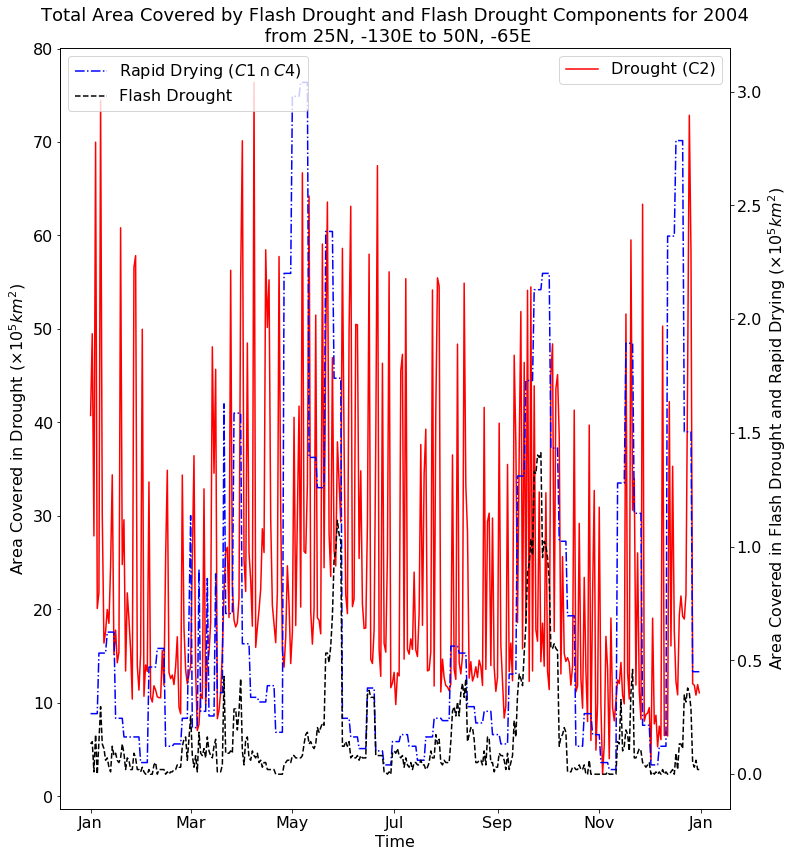 Total Area Covered by Flash Drought and Flash Drought Components for 2004
from 25N, -130E to 50N, -65E
Rapid Drying (C1 ∩ C4)
Flash Drought
Drought (C2)
Area Covered in Drought (×10⁵km²)
80
70
60
50
40
30
20
10
0
3.0
2.5
2.0
1.5
1.0
0.5
0.0
Area Covered in Flash Drought and Rapid Drying (×10⁵km²)
Jan Mar May Jul Sep Nov Jan
Time